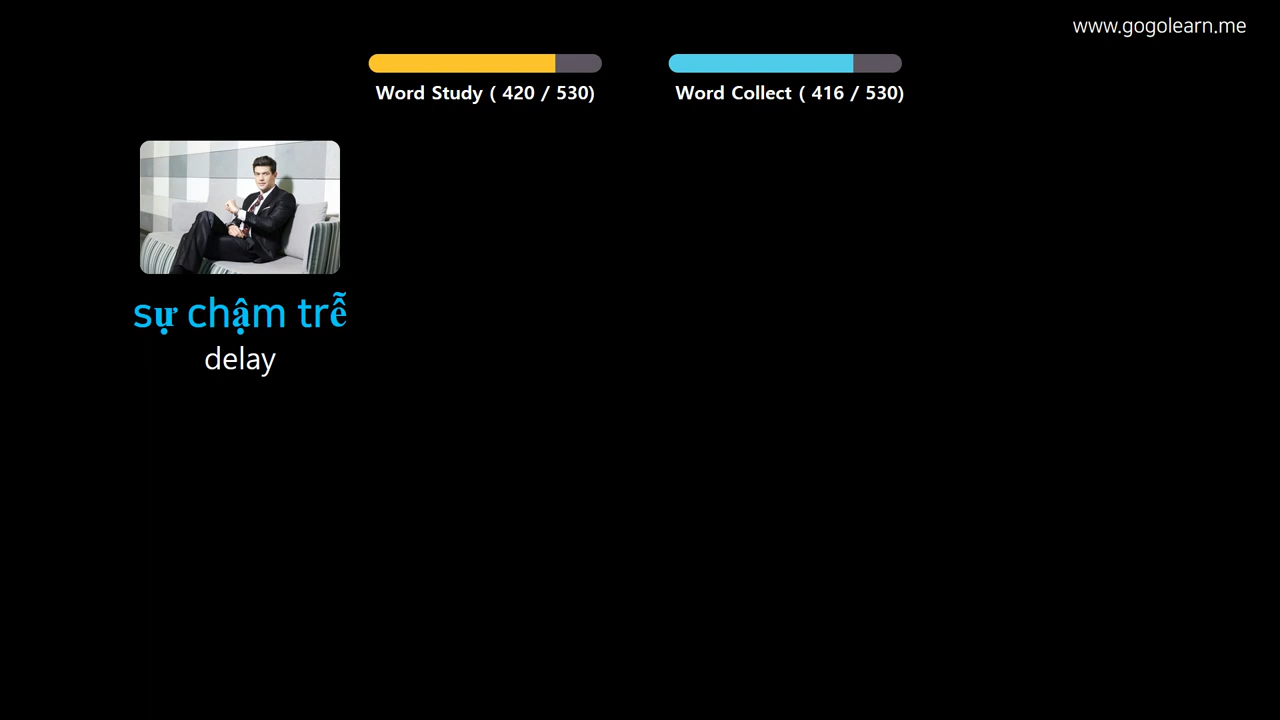 www.gogolearn.me
Word Study ( 420 / 530)
Word Collect ( 416 / 530)
sự chậm trễ
delay